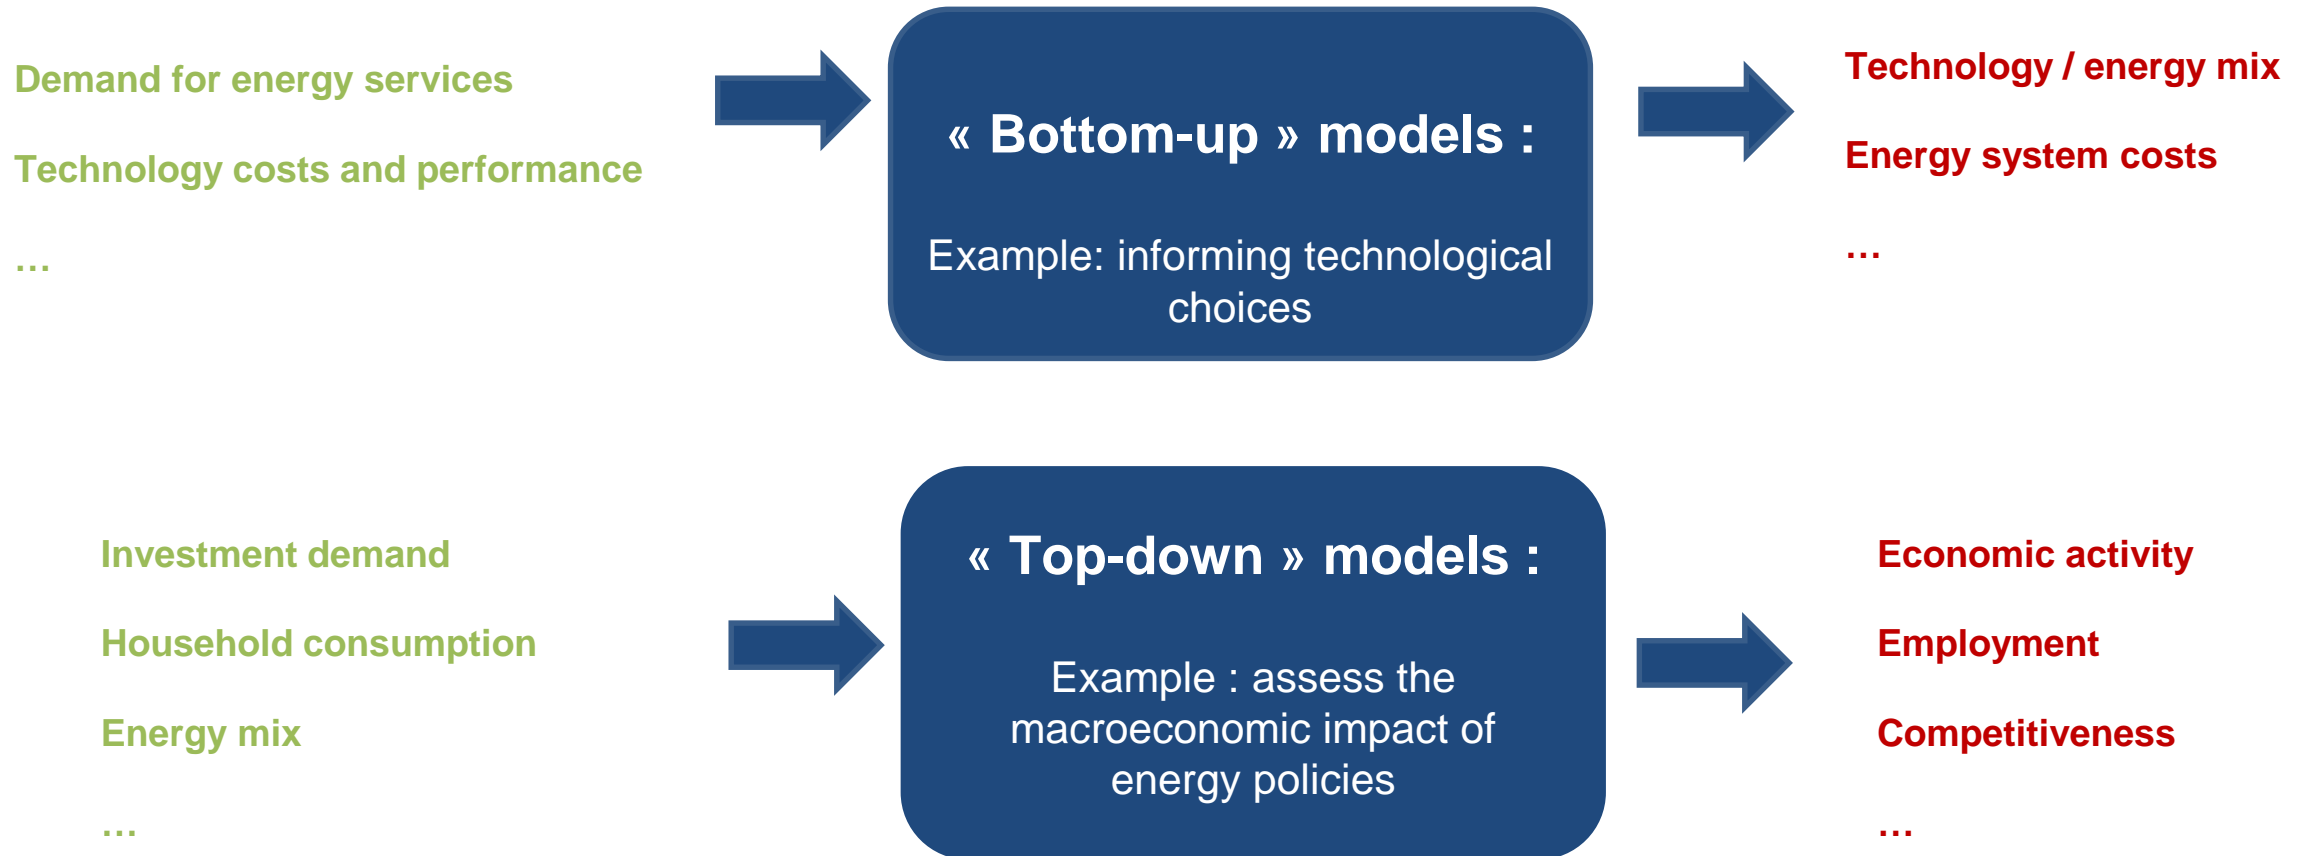 Demand for energy services
Technology costs and performance
…
« Bottom-up » models :
Example: informing technological
choices
Technology / energy mix
Energy system costs
…
Investment demand
Household consumption
Energy mix
…
« Top-down » models :
Example : assess the
macroeconomic impact of
energy policies
Economic activity
Employment
Competitiveness
…